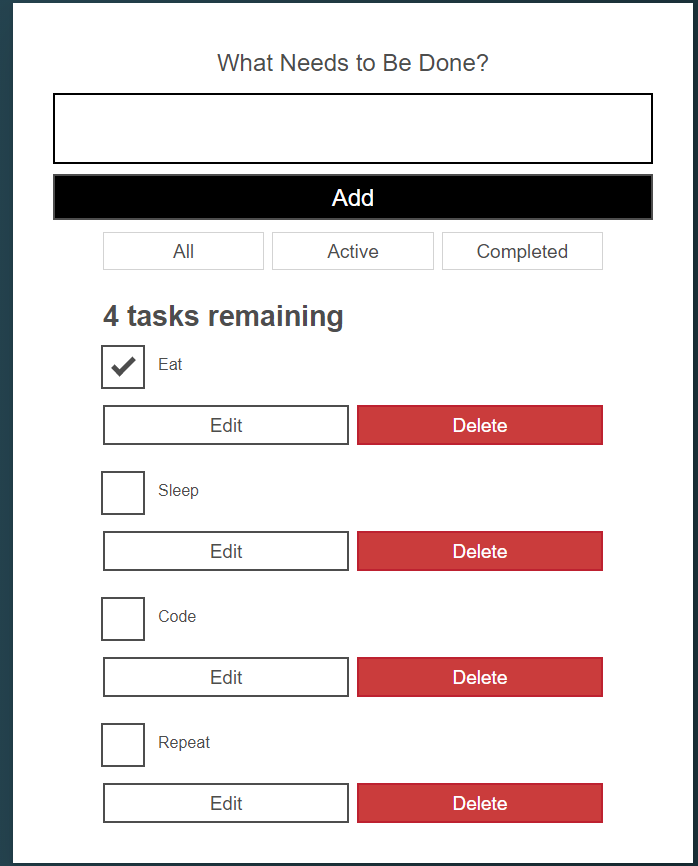 What Needs to Be Done?
Add
All Active Completed
4 tasks remaining
Eat
Edit Delete
Sleep
Edit Delete
Code
Edit Delete
Repeat
Edit Delete